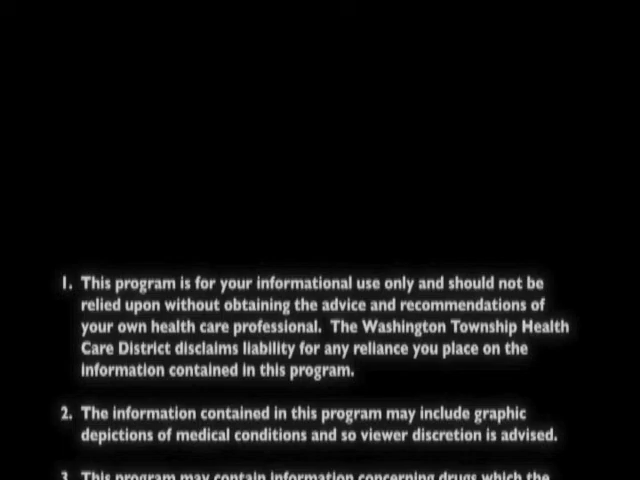 1. This program is for your informational use only and should not be
relied upon without obtaining the advice and recommendations of
your own health care professional. The Washington Township Health
Care District disclaims liability for any reliance you place on the
information contained in this program.
2. The information contained in this program may include graphic
depictions of medical conditions and so viewer discretion is advised.
3. This program may contain information concerning drugs which the